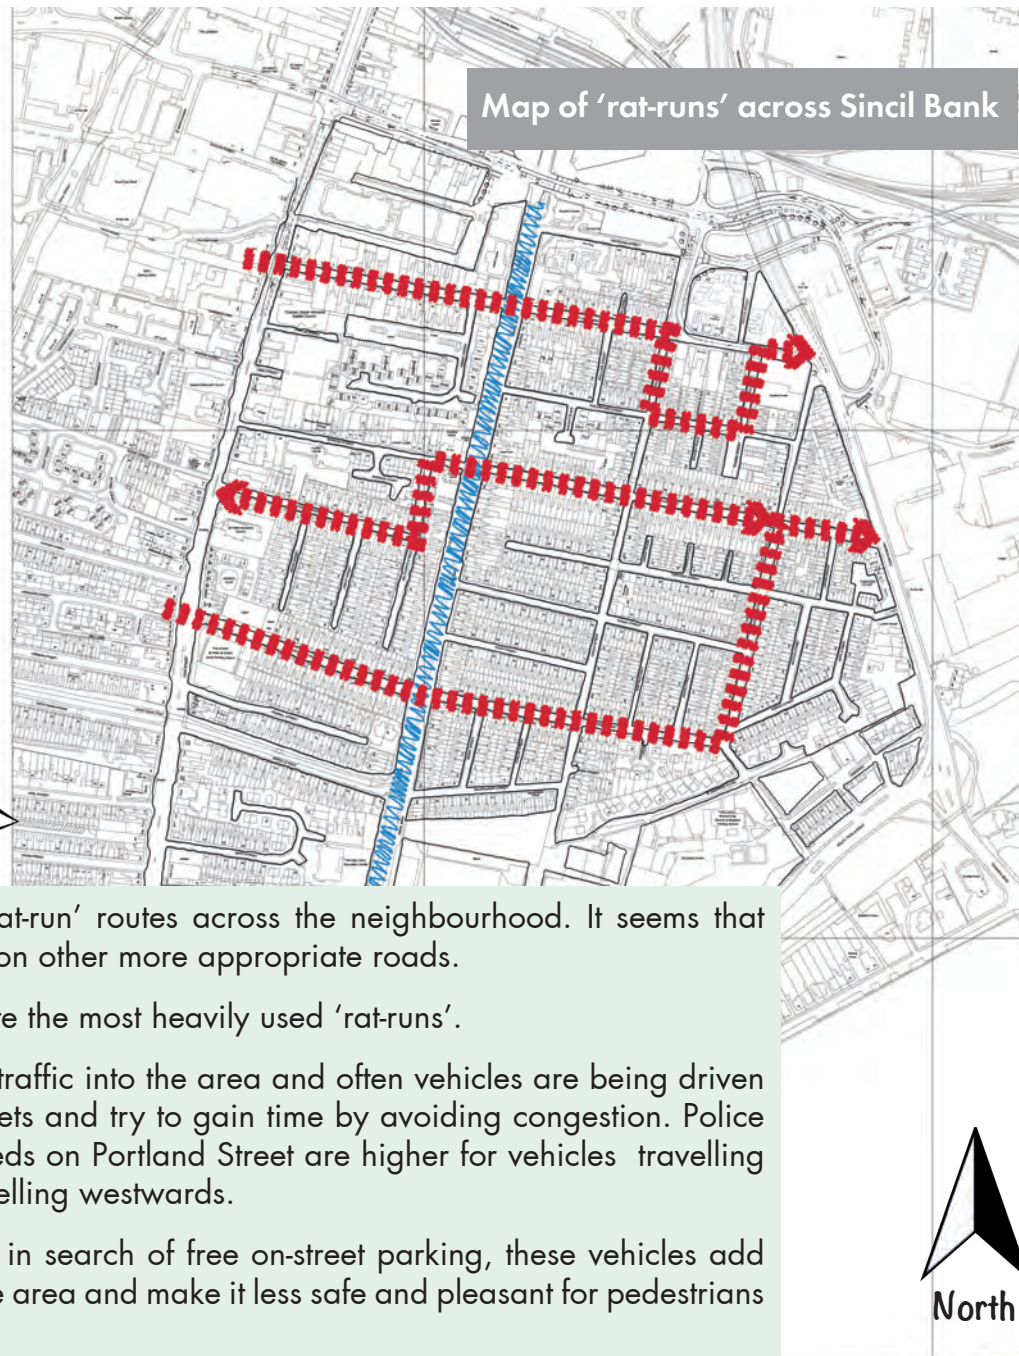 Map of ‘rat-runs’ across Sincil Bank
at-run’ routes across the neighbourhood. It seems that
on other more appropriate roads.
re the most heavily used ‘rat-runs’.
traffic into the area and often vehicles are being driven
ets and try to gain time by avoiding congestion. Police
eds on Portland Street are higher for vehicles travelling
elling westwards.
in search of free on-street parking, these vehicles add
e area and make it less safe and pleasant for pedestrians
North